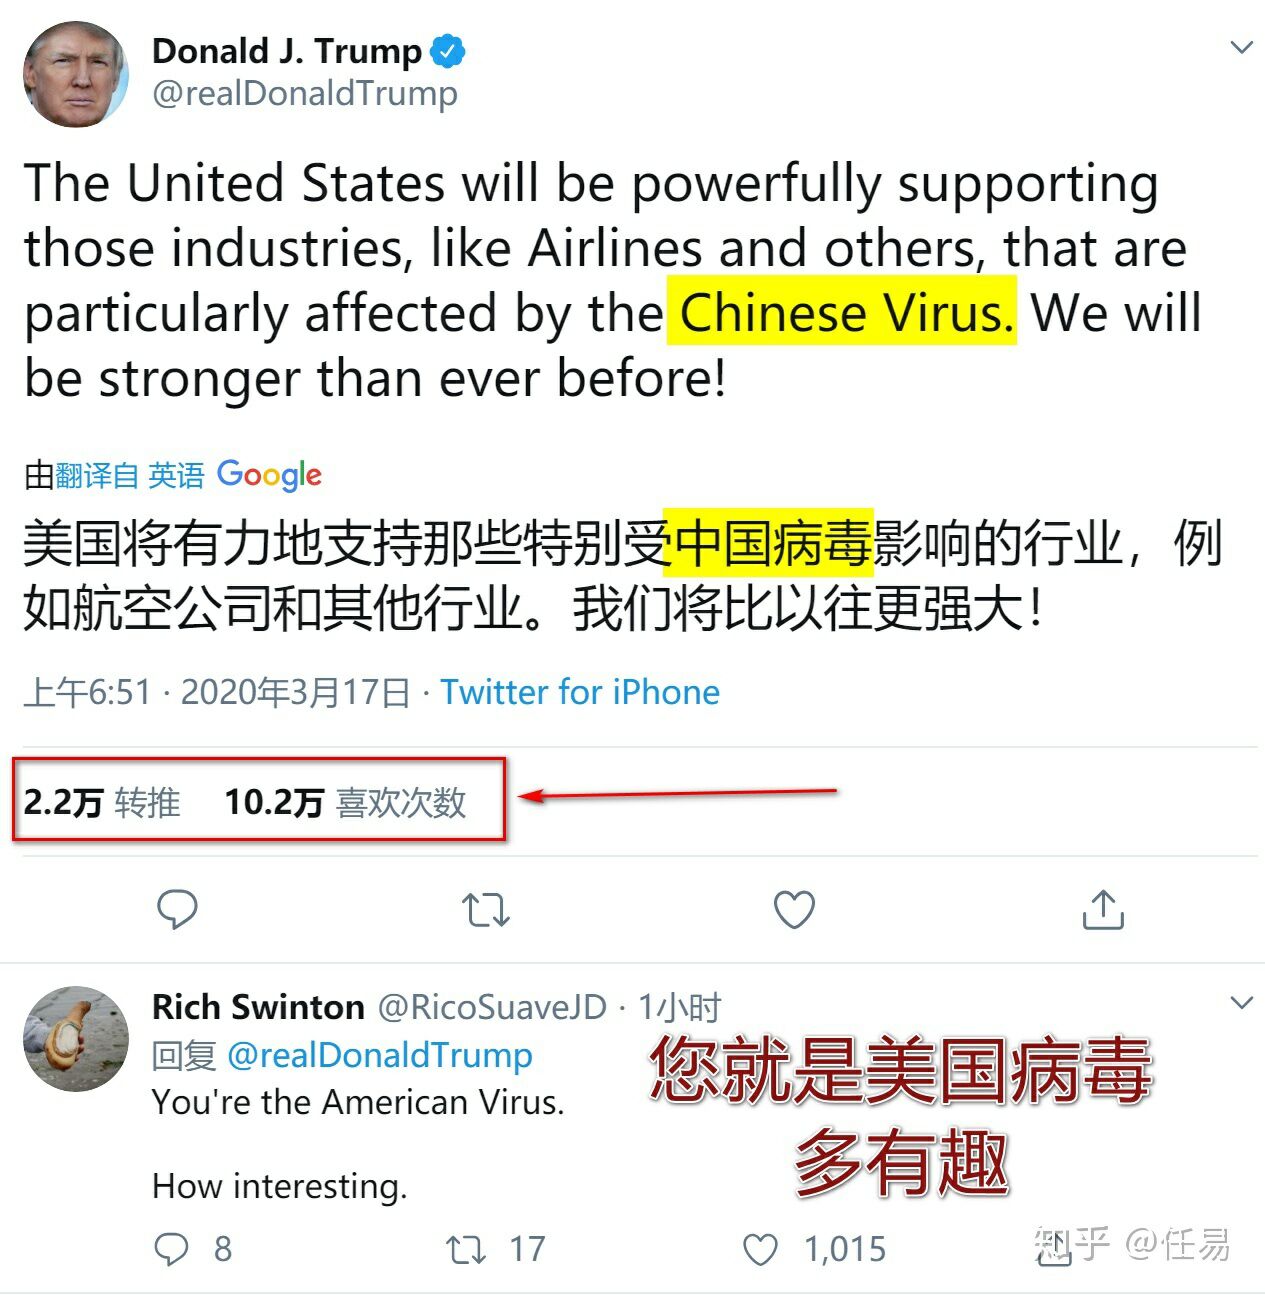 Donald J. Trump
@realDonaldTrump
The United States will be powerfully supporting
those industries, like Airlines and others, that are
particularly affected by the Chinese Virus. We will
be stronger than ever before!
由翻译自 英语 Google
美国将有力地支持那些特别受中国病毒影响的行业，例
如航空公司和其他行业。我们将比以往更强大！
上午6:51 · 2020年3月17日 · Twitter for iPhone
2.2万 转推 10.2万 喜欢次数
Rich Swinton @RicoSuaveJD · 1小时
回复 @realDonaldTrump
You're the American Virus.
How interesting.
您就是美国病毒
多有趣
8 17 1,015
知乎 @任易